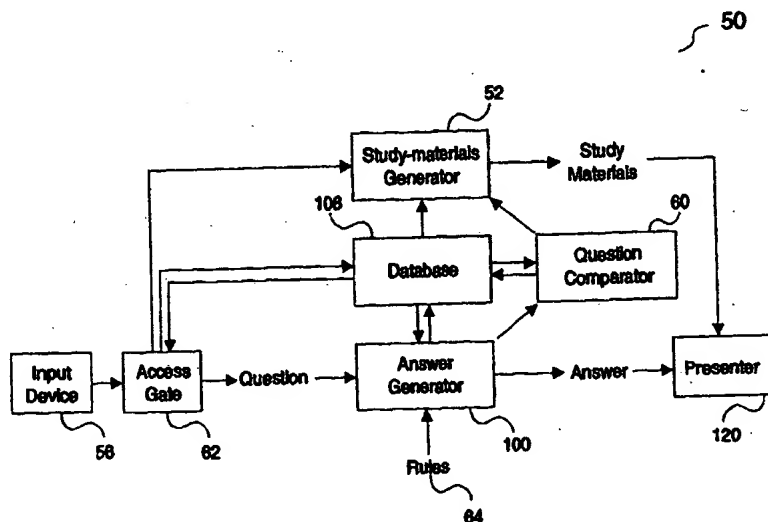 50
52
Study-materials
Generator
Study
Materials
106
60
Database
Question
Comparator
Input
Device
Access
Gate
Question
Answer
Generator
Answer
Presenter
56
62
100
120
Rules
64